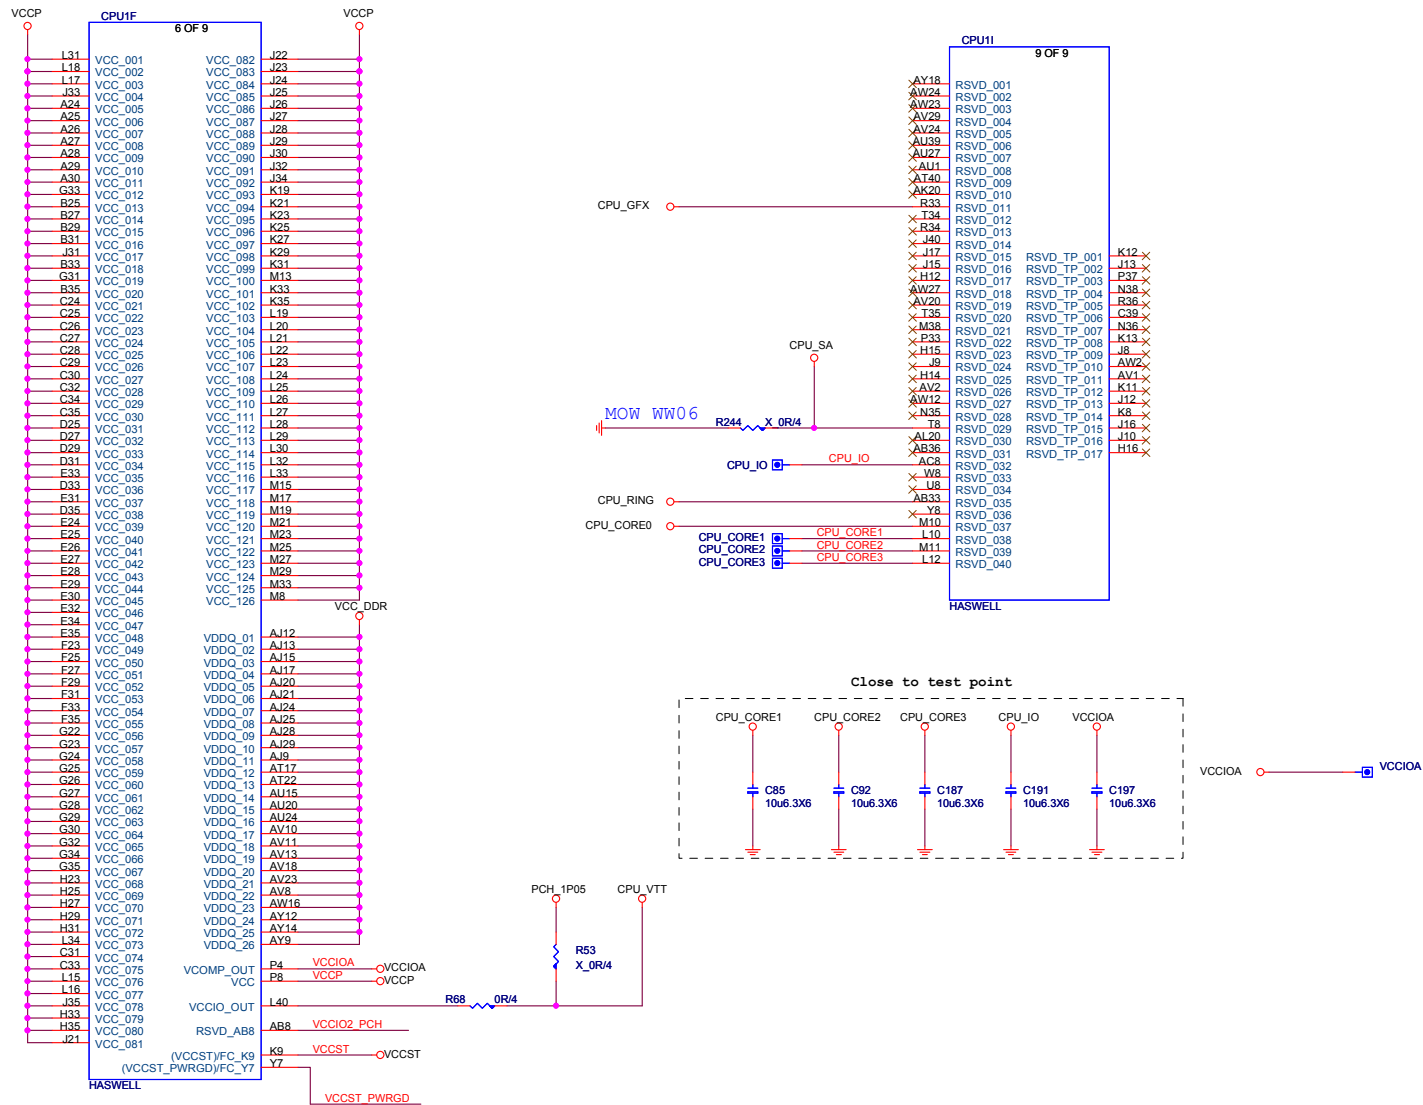 VCCP
CPU1F
VCCP
6 OF 9
L31 VCC_001 VCC_082 J22
L18 VCC_002 VCC_083 J23
L17 VCC_003 VCC_084 J24
J33 VCC_004 VCC_085 J25
A24 VCC_005 VCC_086 J26
A25 VCC_006 VCC_087 J27
A26 VCC_007 VCC_088 J28
A27 VCC_008 VCC_089 J29
A28 VCC_009 VCC_090 J30
A29 VCC_010 VCC_091 J32
A30 VCC_011 VCC_092 J34
G33 VCC_012 VCC_093 K19
B25 VCC_013 VCC_094 K21
B27 VCC_014 VCC_095 K23
B29 VCC_015 VCC_096 K25
B31 VCC_016 VCC_097 K27
J31 VCC_017 VCC_098 K29
B33 VCC_018 VCC_099 K31
G31 VCC_019 VCC_100 M13
B35 VCC_020 VCC_101 K33
C24 VCC_021 VCC_102 K35
C25 VCC_022 VCC_103 L19
C26 VCC_023 VCC_104 L20
C27 VCC_024 VCC_105 L21
C28 VCC_025 VCC_106 L22
C29 VCC_026 VCC_107 L23
C30 VCC_027 VCC_108 L24
C32 VCC_028 VCC_109 L25
C34 VCC_029 VCC_110 L26
C35 VCC_030 VCC_111 L27
D25 VCC_031 VCC_112 L28
D27 VCC_032 VCC_113 L29
D29 VCC_033 VCC_114 L30
D31 VCC_034 VCC_115 L32
E33 VCC_035 VCC_116 L33
D33 VCC_036 VCC_117 M15
E31 VCC_037 VCC_118 M17
D35 VCC_038 VCC_119 M19
E24 VCC_039 VCC_120 M21
E25 VCC_040 VCC_121 M23
E26 VCC_041 VCC_122 M25
E27 VCC_042 VCC_123 M27
E28 VCC_043 VCC_124 M29
E29 VCC_044 VCC_125 M33
E30 VCC_045 VCC_126 M8
E32 VCC_046 VCC_DDR
E34 VCC_047
E35 VCC_048 VDDQ_01 AJ12
F23 VCC_049 VDDQ_02 AJ13
F25 VCC_050 VDDQ_03 AJ15
F27 VCC_051 VDDQ_04 AJ17
F29 VCC_052 VDDQ_05 AJ20
F31 VCC_053 VDDQ_06 AJ21
F33 VCC_054 VDDQ_07 AJ24
F35 VCC_055 VDDQ_08 AJ25
G22 VCC_056 VDDQ_09 AJ28
G23 VCC_057 VDDQ_10 AJ29
G24 VCC_058 VDDQ_11 AJ9
G25 VCC_059 VDDQ_12 AT17
G26 VCC_060 VDDQ_13 AT22
G27 VCC_061 VDDQ_14 AU15
G28 VCC_062 VDDQ_15 AU20
G29 VCC_063 VDDQ_16 AU24
G30 VCC_064 VDDQ_17 AV10
G32 VCC_065 VDDQ_18 AV11
G34 VCC_066 VDDQ_19 AV13
G35 VCC_067 VDDQ_20 AV18
H23 VCC_068 VDDQ_21 AV23
H25 VCC_069 VDDQ_22 AV8
H27 VCC_070 VDDQ_23 AW16
H29 VCC_071 VDDQ_24 AY12
H31 VCC_072 VDDQ_25 AY14
L34 VCC_073 VDDQ_26 AY9
C31 VCC_074
C33 VCC_075 VCOMP_OUT P4 VCCIOA VCCIOA
L15 VCC_076 VCC P8 VCCP VCCP
L16 VCC_077
J35 VCC_078 VCCIO_OUT L40
H33 VCC_079
H35 VCC_080 RSVD_AB8 AB8 VCCIO2_PCH
J21 VCC_081
(VCCST)/FC_K9 K9 VCCST VCCST
(VCCST_PWRGD)/FC_Y7 Y7
HASWELL
VCCST_PWRGD
PCH_1P05
CPU_VTT
R53
X_0R/4
R68 0R/4
CPU1I
9 OF 9
AY18 RSVD_001
AW24 RSVD_002
AW23 RSVD_003
AV29 RSVD_004
AV24 RSVD_005
AU39 RSVD_006
AU27 RSVD_007
AU1 RSVD_008
AT40 RSVD_009
AK20 RSVD_010
CPU_GFX R33 RSVD_011
T34 RSVD_012
R34 RSVD_013
J40 RSVD_014
J17 RSVD_015 RSVD_TP_001 K12
J15 RSVD_016 RSVD_TP_002 J13
H12 RSVD_017 RSVD_TP_003 P37
AW27 RSVD_018 RSVD_TP_004 N38
AV20 RSVD_019 RSVD_TP_005 R36
T35 RSVD_020 RSVD_TP_006 C39
M38 RSVD_021 RSVD_TP_007 N36
P33 RSVD_022 RSVD_TP_008 K13
H15 RSVD_023 RSVD_TP_009 J8
J9 RSVD_024 RSVD_TP_010 AW2
H14 RSVD_025 RSVD_TP_011 AV1
AV2 RSVD_026 RSVD_TP_012 K11
AW12 RSVD_027 RSVD_TP_013 J12
N35 RSVD_028 RSVD_TP_014 K8
T8 RSVD_029 RSVD_TP_015 J16
AL20 RSVD_030 RSVD_TP_016 J10
AB36 RSVD_031 RSVD_TP_017 H16
CPU_SA
MOW WW06
R244 X_0R/4
CPU_IO CPU_IO AC8 RSVD_032
W8 RSVD_033
U8 RSVD_034
CPU_RING AB33 RSVD_035
Y8 RSVD_036
CPU_CORE0 M10 RSVD_037
CPU_CORE1 CPU_CORE1 L10 RSVD_038
CPU_CORE2 CPU_CORE2 M11 RSVD_039
CPU_CORE3 CPU_CORE3 L12 RSVD_040
HASWELL
Close to test point
CPU_CORE1 CPU_CORE2 CPU_CORE3 CPU_IO VCCIOA
C85 C92 C187 C191 C197
10u6.3X6 10u6.3X6 10u6.3X6 10u6.3X6 10u6.3X6
VCCIOA VCCIOA